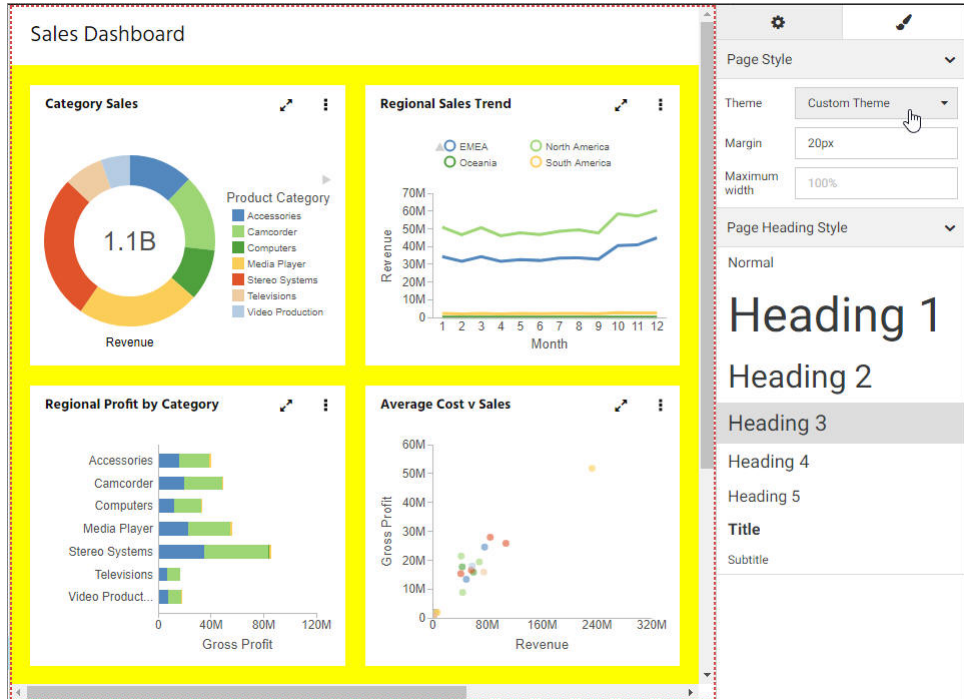 Sales Dashboard
Category Sales
1.1B
Product Category
Accessories
Camcorder
Computers
Media Player
Stereo Systems
Televisions
Video Production
Revenue
Regional Sales Trend
EMEA North America
Oceania South America
70M
60M
50M
40M
30M
20M
10M
0
Revenue
1 2 3 4 5 6 7 8 9 10 11 12
Month
Regional Profit by Category
Accessories
Camcorder
Computers
Media Player
Stereo Systems
Televisions
Video Product...
0 40M 80M 120M
Gross Profit
Average Cost v Sales
60M
50M
40M
30M
20M
10M
0
Gross Profit
0 80M 160M 240M 320M
Revenue
Page Style
Theme Custom Theme
Margin 20px
Maximum
width
100%
Page Heading Style
Normal
Heading 1
Heading 2
Heading 3
Heading 4
Heading 5
Title
Subtitle